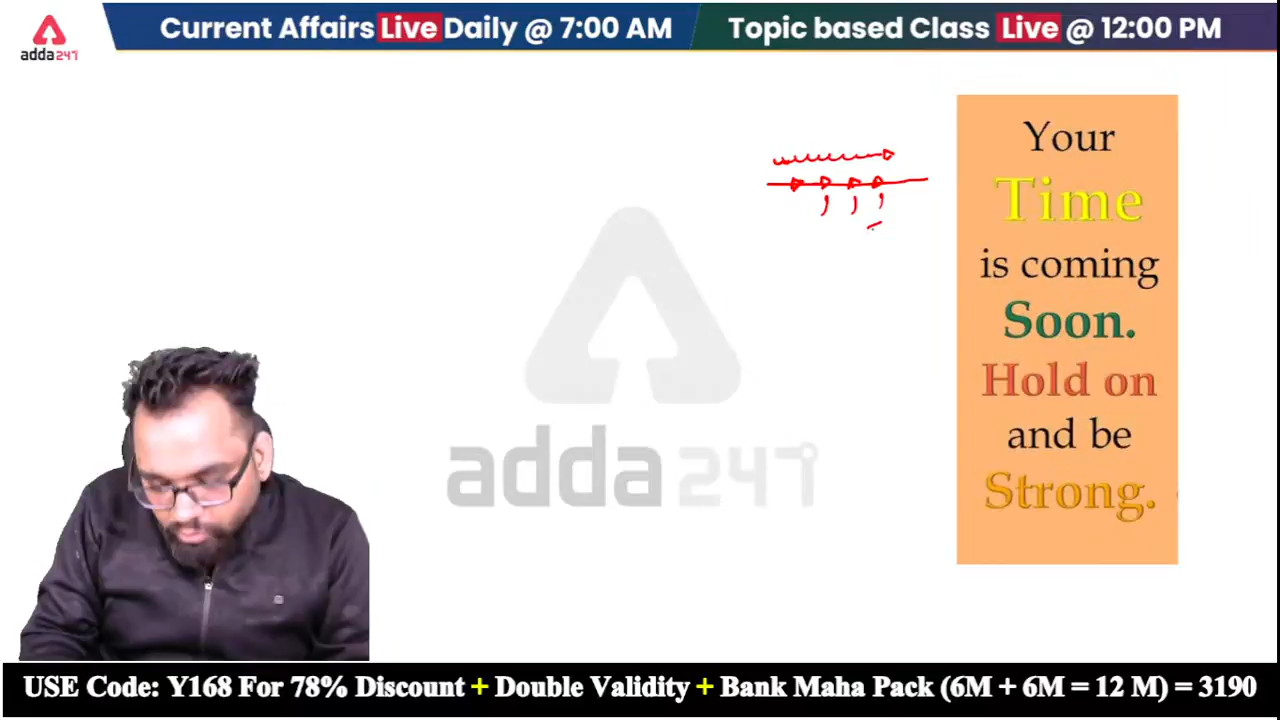 Current Affairs Live Daily @ 7:00 AM
Topic based Class Live @ 12:00 PM
adda247
Your
Time
is coming
Soon.
Hold on
and be
Strong.
adda247
USE Code: Y168 For 78% Discount + Double Validity + Bank Maha Pack (6M + 6M = 12 M) = 3190